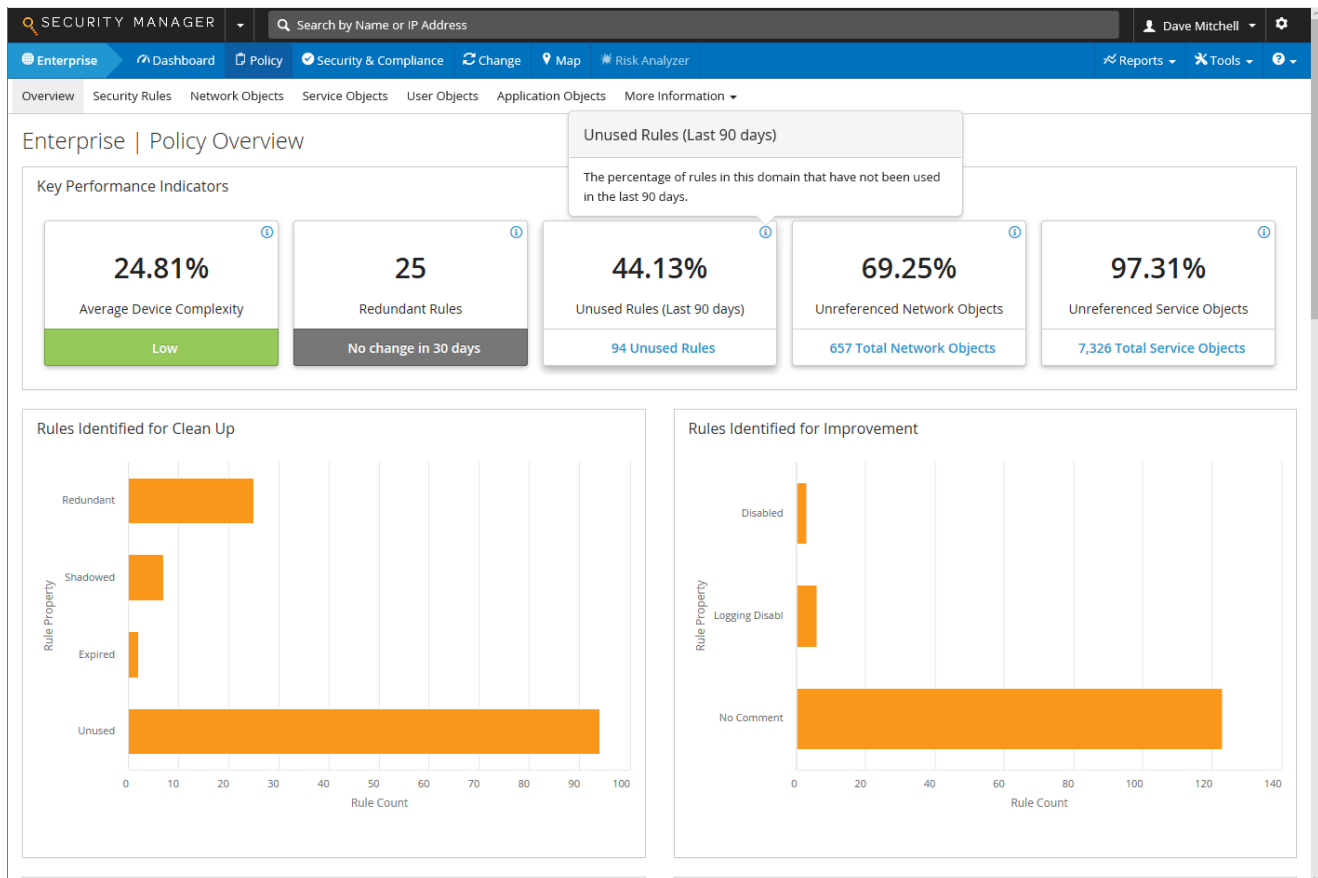 SECURITY MANAGER
Search by Name or IP Address
Dave Mitchell
Enterprise
Dashboard
Policy
Security & Compliance
Change
Map
Risk Analyzer
Reports
Tools
?
Overview
Security Rules
Network Objects
Service Objects
User Objects
Application Objects
More Information
Enterprise | Policy Overview
Unused Rules (Last 90 days)
The percentage of rules in this domain that have not been used
in the last 90 days.
Key Performance Indicators
24.81%
Average Device Complexity
Low
25
Redundant Rules
No change in 30 days
44.13%
Unused Rules (Last 90 days)
94 Unused Rules
69.25%
Unreferenced Network Objects
657 Total Network Objects
97.31%
Unreferenced Service Objects
7,326 Total Service Objects
Rules Identified for Clean Up
Rule Property
Redundant
Shadowed
Expired
Unused
0 10 20 30 40 50 60 70 80 90 100
Rule Count
Rules Identified for Improvement
Rule Property
Disabled
Logging Disabl
No Comment
0 20 40 60 80 100 120 140
Rule Count